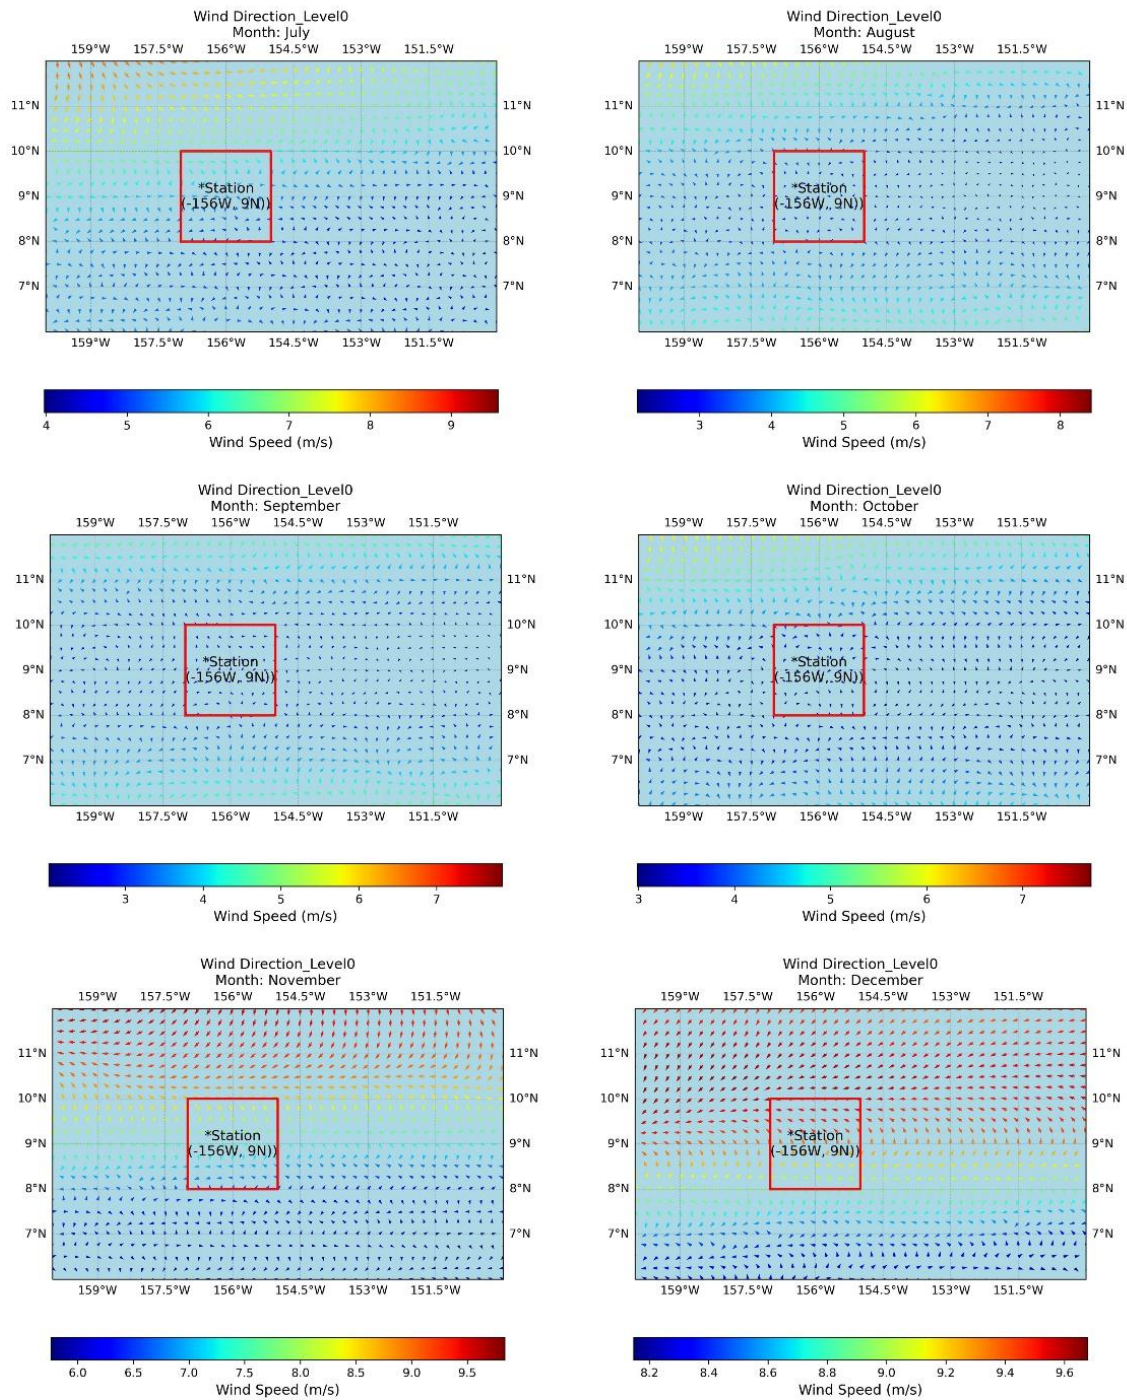 Wind Direction_Level0
Month: July
159°W 157.5°W 156°W 154.5°W 153°W 151.5°W
11°N 11°N
10°N 10°N
*Station
9°N 9°N
(-156W, 9N))
8°N 8°N
7°N 7°N
159°W 157.5°W 156°W 154.5°W 153°W 151.5°W
4 5 6 7 8 9
Wind Speed (m/s)
Wind Direction_Level0
Month: August
159°W 157.5°W 156°W 154.5°W 153°W 151.5°W
11°N 11°N
10°N 10°N
*Station
9°N 9°N
(-156W, 9N))
8°N 8°N
7°N 7°N
159°W 157.5°W 156°W 154.5°W 153°W 151.5°W
3 4 5 6 7 8
Wind Speed (m/s)
Wind Direction_Level0
Month: September
159°W 157.5°W 156°W 154.5°W 153°W 151.5°W
11°N 11°N
10°N 10°N
*Station
9°N 9°N
(-156W, 9N))
8°N 8°N
7°N 7°N
159°W 157.5°W 156°W 154.5°W 153°W 151.5°W
3 4 5 6 7
Wind Speed (m/s)
Wind Direction_Level0
Month: October
159°W 157.5°W 156°W 154.5°W 153°W 151.5°W
11°N 11°N
10°N 10°N
*Station
9°N 9°N
(-156W, 9N))
8°N 8°N
7°N 7°N
159°W 157.5°W 156°W 154.5°W 153°W 151.5°W
3 4 5 6 7
Wind Speed (m/s)
Wind Direction_Level0
Month: November
159°W 157.5°W 156°W 154.5°W 153°W 151.5°W
11°N 11°N
10°N 10°N
*Station
9°N 9°N
(-156W, 9N))
8°N 8°N
7°N 7°N
159°W 157.5°W 156°W 154.5°W 153°W 151.5°W
6.0 6.5 7.0 7.5 8.0 8.5 9.0 9.5
Wind Speed (m/s)
Wind Direction_Level0
Month: December
159°W 157.5°W 156°W 154.5°W 153°W 151.5°W
11°N 11°N
10°N 10°N
*Station
9°N 9°N
(-156W, 9N))
8°N 8°N
7°N 7°N
159°W 157.5°W 156°W 154.5°W 153°W 151.5°W
8.2 8.4 8.6 8.8 9.0 9.2 9.4 9.6
Wind Speed (m/s)